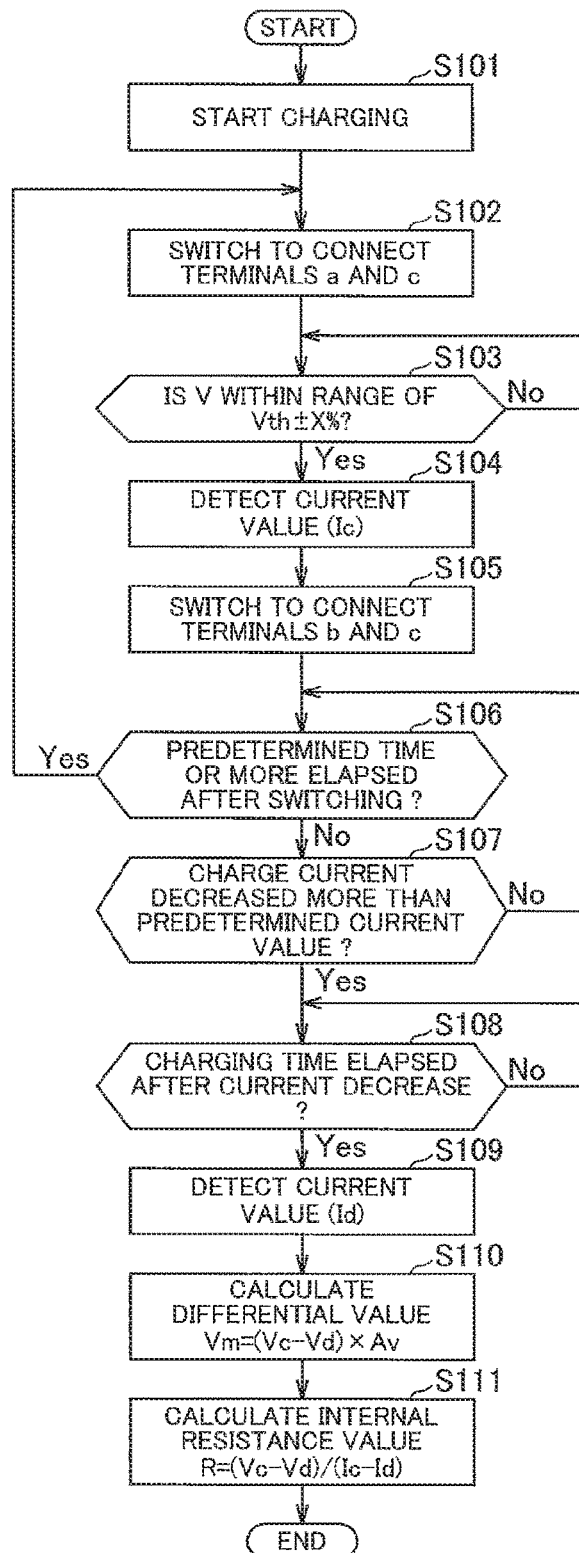 START
S101
START CHARGING
S102
SWITCH TO CONNECT
TERMINALS a AND c
S103
IS V WITHIN RANGE OF
Vth±X%?
No
Yes
S104
DETECT CURRENT
VALUE (Ic)
S105
SWITCH TO CONNECT
TERMINALS b AND c
S106
Yes
PREDETERMINED TIME
OR MORE ELAPSED
AFTER SWITCHING ?
No
S107
CHARGE CURRENT
DECREASED MORE THAN
PREDETERMINED CURRENT
VALUE ?
No
Yes
S108
CHARGING TIME ELAPSED
AFTER CURRENT DECREASE
?
No
Yes
S109
DETECT CURRENT
VALUE (Id)
S110
CALCULATE
DIFFERENTIAL VALUE
Vm=(Vc-Vd)×Av
S111
CALCULATE INTERNAL
RESISTANCE VALUE
R=(Vc-Vd)/(Ic-Id)
END